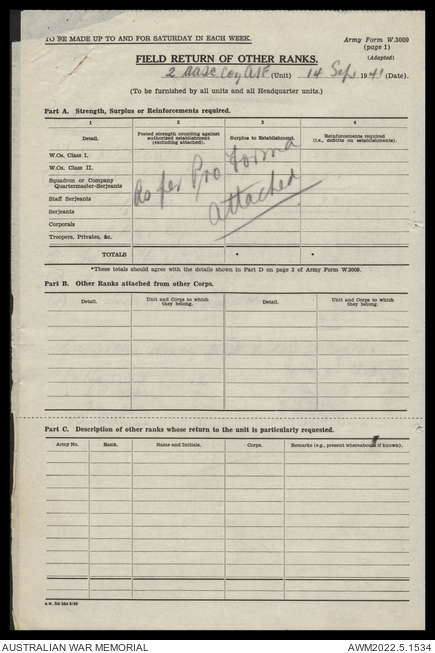 TO BE MADE UP TO AND FOR SATURDAY IN EACH WEEK.
Army Form W.3009
(page 1)
(Adapted)
FIELD RETURN OF OTHER RANKS.
2 AASC Coy AIF (Unit) 14 Sep, 1941 (Date).
(To be furnished by all units and all Headquarter units.)
Part A. Strength, Surplus or Reinforcements required.
1 2 3 4
Detail. Posted strength counting against authorized establishment (excluding attached). Surplus to Establishment. Reinforcements required (i.e., deficits on establishments).
W.Os. Class I.
W.Os. Class II.
Squadron or Company
Quartermaster-Serjeants
Staff Serjeants
Serjeants
Corporals
Troopers, Privates, &c.
As per Pro Forma
attached
TOTALS * *
*These totals should agree with the details shown in Part D on page 2 of Army Form W.3009.
Part B. Other Ranks attached from other Corps.
Detail. Unit and Corps to which they belong. Detail. Unit and Corps to which they belong.
Part C. Description of other ranks whose return to the unit is particularly requested.
Army No. Rank. Name and Initials. Corps. Remarks (e.g., present whereabouts if known).
AUSTRALIAN WAR MEMORIAL AWM2022.5.1534